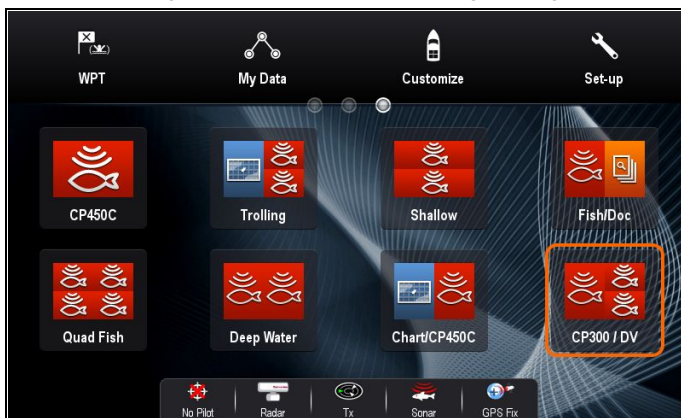 WPT
My Data
Customize
Set-up
CP450C
Trolling
Shallow
Fish/Doc
Quad Fish
Deep Water
Chart/CP450C
CP300 / DV
No Pilot
Radar
Tx
Sonar
GPS Fix